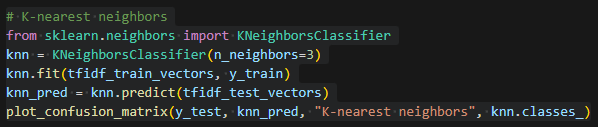 # K-nearest neighbors
from sklearn.neighbors import KNeighborsClassifier
knn = KNeighborsClassifier(n_neighbors=3)
knn.fit(tfidf_train_vectors, y_train)
knn_pred = knn.predict(tfidf_test_vectors)
plot_confusion_matrix(y_test, knn_pred, "K-nearest neighbors", knn.classes_)